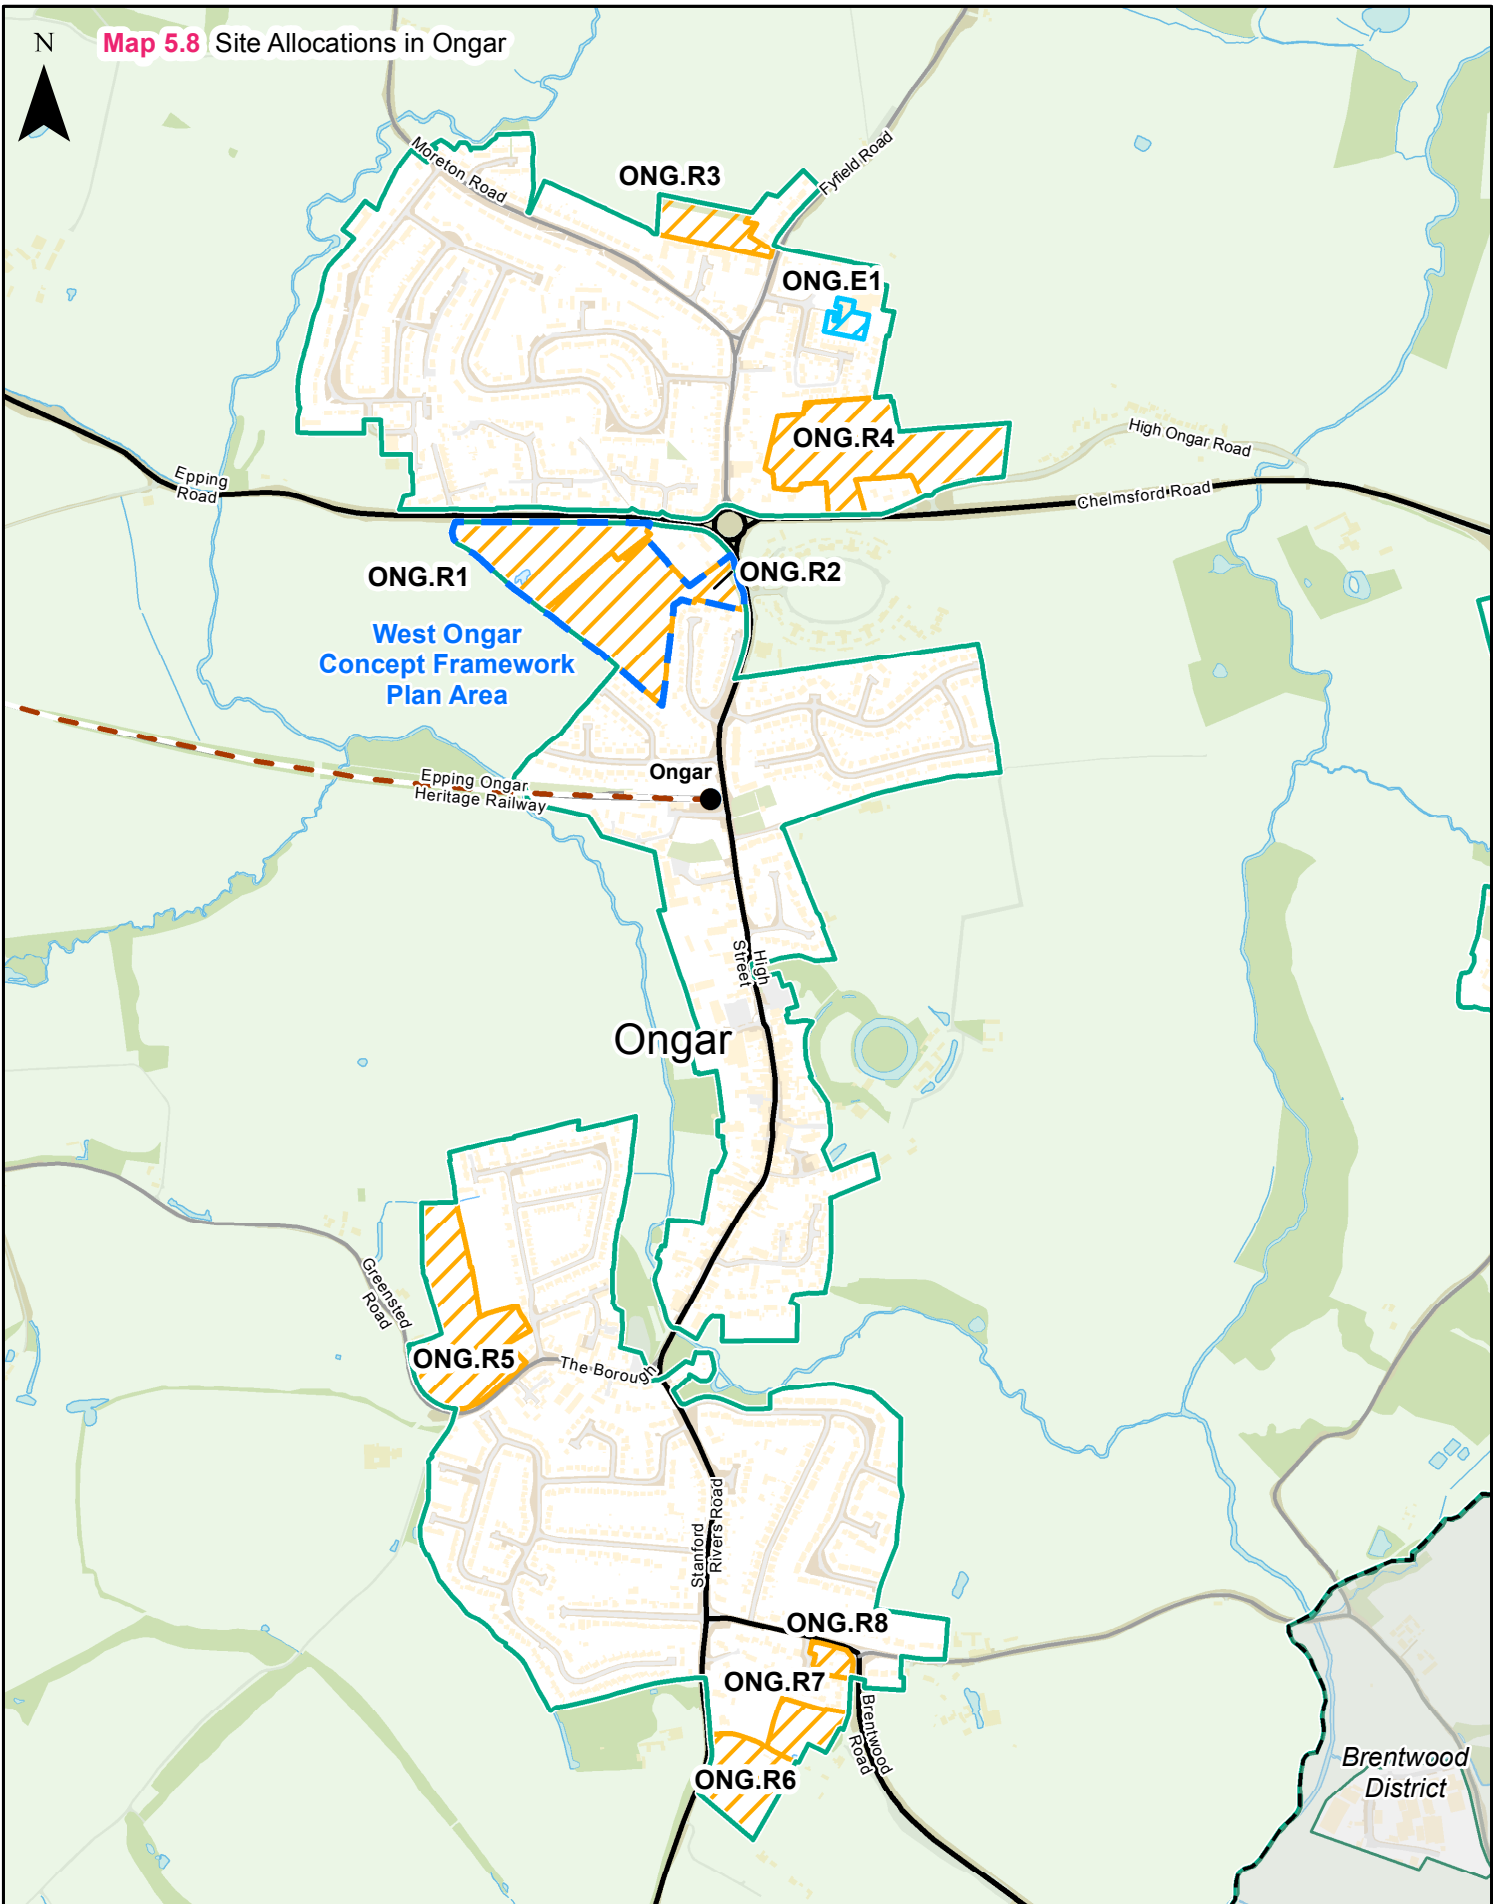 N
Map 5.8 Site Allocations in Ongar
Moreton Road
Fyfield Road
ONG.R3
ONG.E1
ONG.R4
High Ongar Road
Epping
Road
Chelmsford Road
ONG.R1
ONG.R2
West Ongar
Concept Framework
Plan Area
Ongar
Epping Ongar
Heritage Railway
High
Street
Ongar
Greensted
Road
ONG.R5
The Borough
Stanford
Rivers Road
ONG.R8
ONG.R7
Brentwood
Road
ONG.R6
Brentwood
District